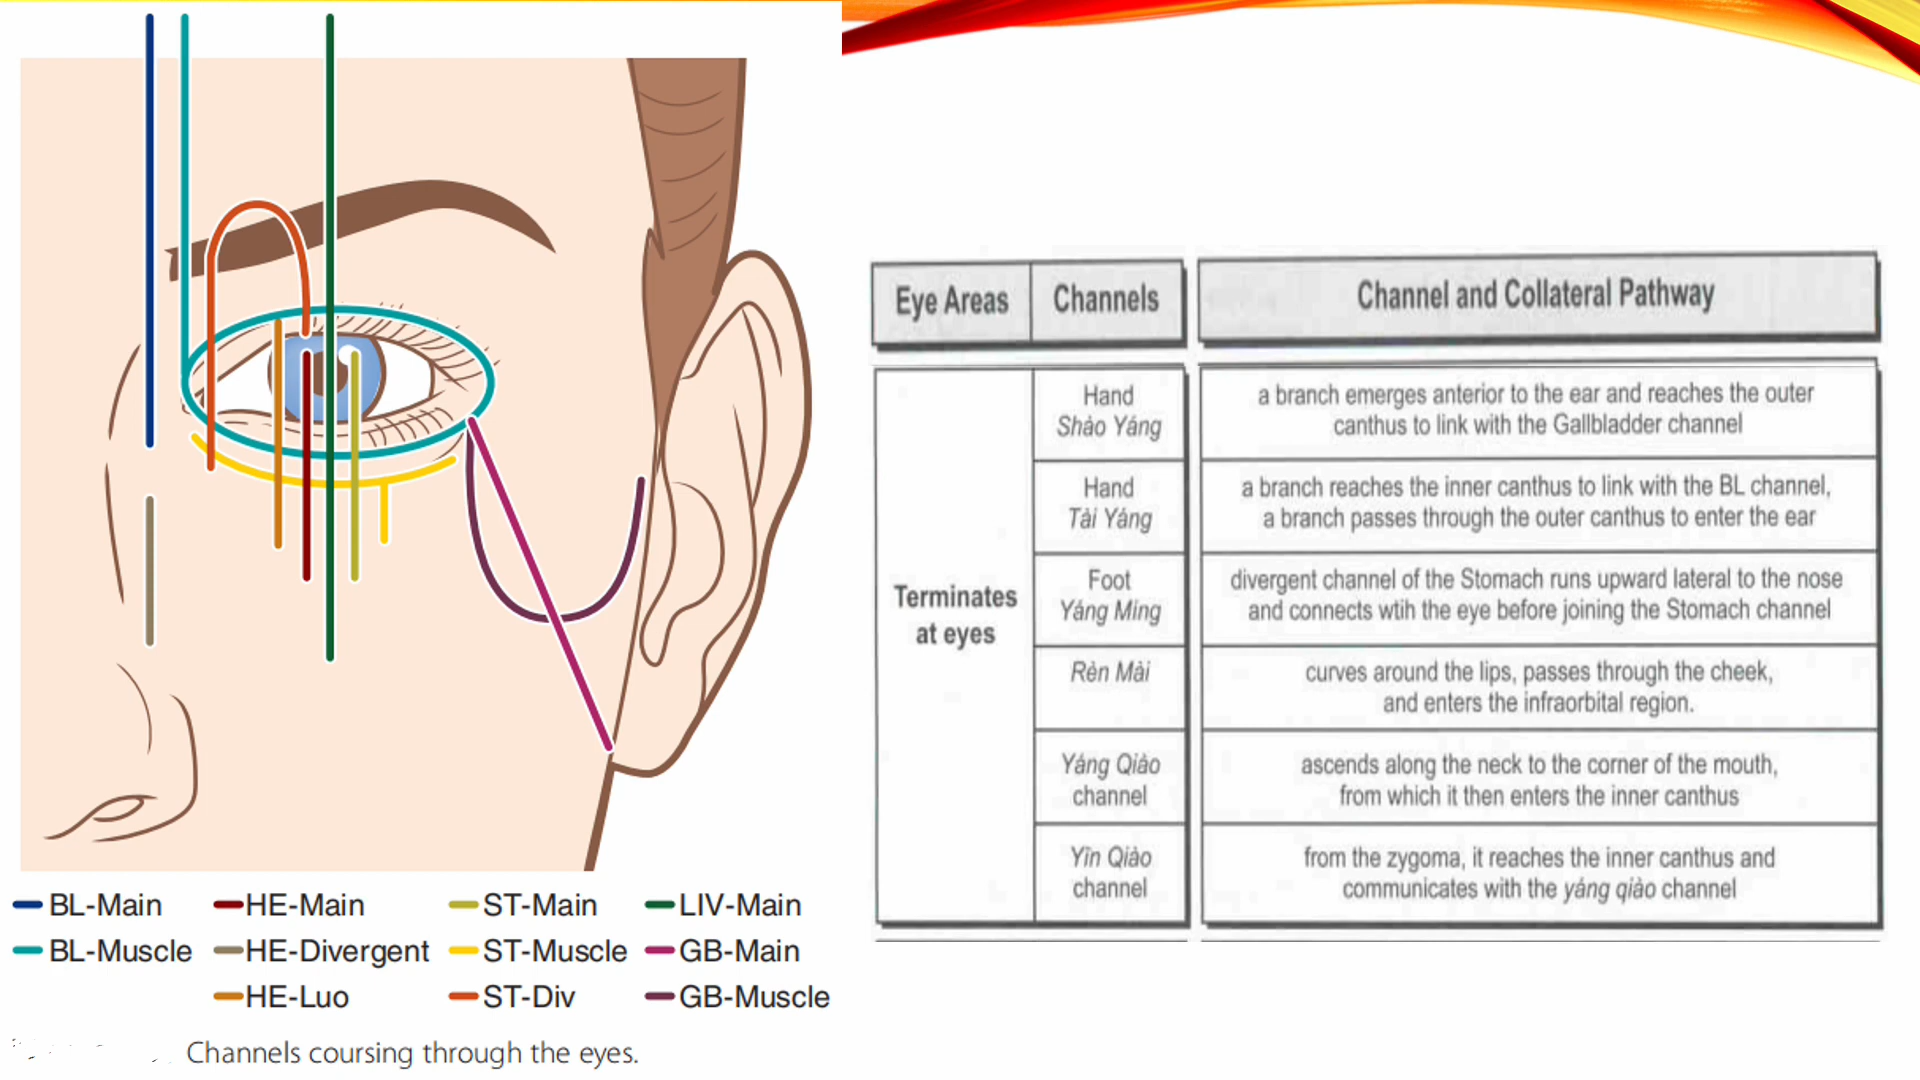 BL-Main
HE-Main
ST-Main
LIV-Main
BL-Muscle
HE-Divergent
ST-Muscle
GB-Main
HE-Luo
ST-Div
GB-Muscle
Channels coursing through the eyes.
Eye Areas
Channels
Channel and Collateral Pathway
Terminates
at eyes
Hand
Shào Yáng
a branch emerges anterior to the ear and reaches the outer
canthus to link with the Gallbladder channel
Hand
Tài Yáng
a branch reaches the inner canthus to link with the BL channel,
a branch passes through the outer canthus to enter the ear
Foot
Yáng Míng
divergent channel of the Stomach runs upward lateral to the nose
and connects wtih the eye before joining the Stomach channel
Rèn Mài
curves around the lips, passes through the cheek,
and enters the infraorbital region.
Yáng Qiào
channel
ascends along the neck to the corner of the mouth,
from which it then enters the inner canthus
Yīn Qiào
channel
from the zygoma, it reaches the inner canthus and
communicates with the yáng qiào channel